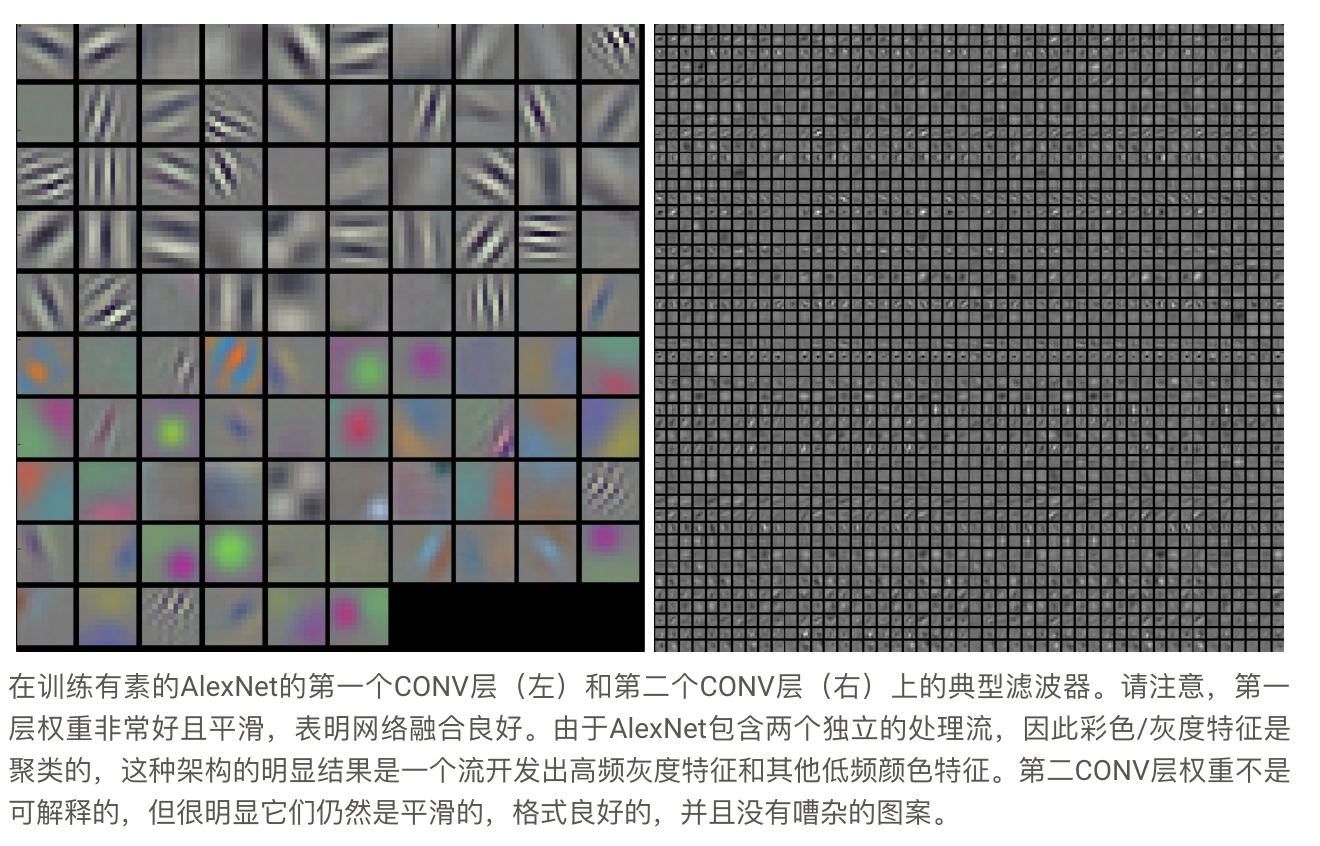 在训练有素的AlexNet的第一个CONV层（左）和第二个CONV层（右）上的典型滤波器。请注意，第一
层权重非常好且平滑，表明网络融合良好。由于AlexNet包含两个独立的处理流，因此彩色/灰度特征是
聚类的，这种架构的明显结果是一个流开发出高频灰度特征和其他低频颜色特征。第二CONV层权重不是
可解释的，但很明显它们仍然是平滑的，格式良好的，并且没有嘈杂的图案。